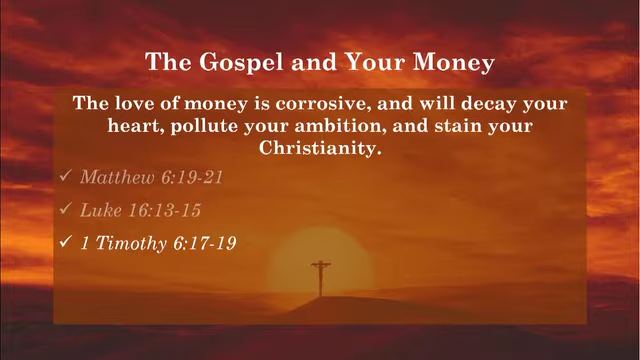 The Gospel and Your Money
The love of money is corrosive, and will decay your
heart, pollute your ambition, and stain your
Christianity.
✓ Matthew 6:19-21
✓ Luke 16:13-15
✓ 1 Timothy 6:17-19